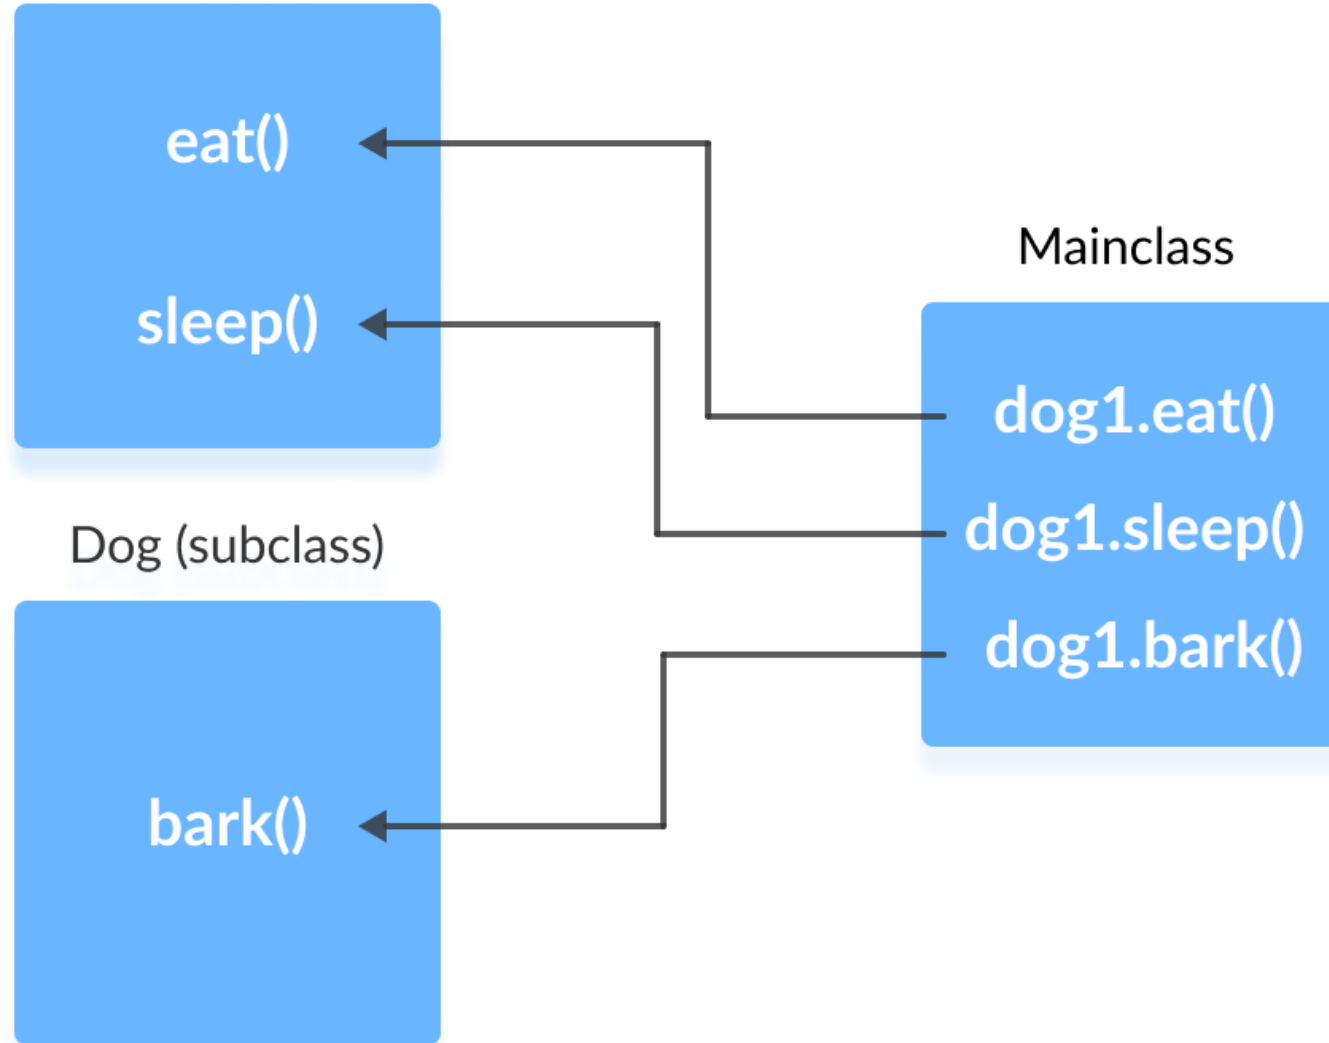 eat()
sleep()
Dog (subclass)
bark()
Mainclass
dog1.eat()
dog1.sleep()
dog1.bark()